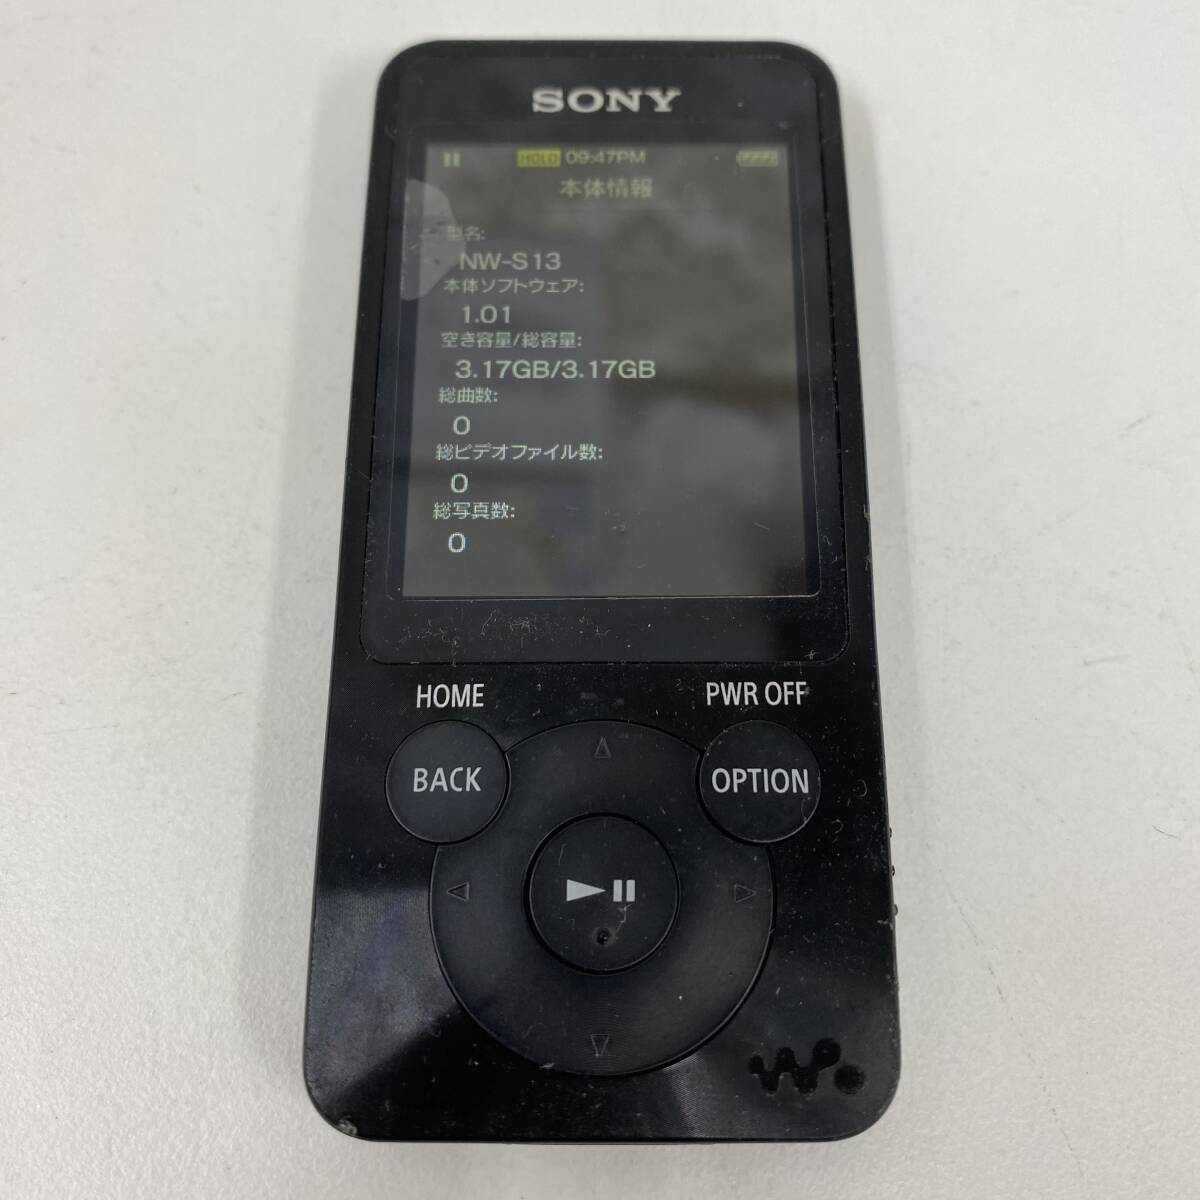 SONY
HOLD 09:47PM
本体情報
型名:
NW-S13
本体ソフトウェア:
1.01
空き容量/総容量:
3.17GB/3.17GB
総曲数:
0
総ビデオファイル数:
0
総写真数:
0
HOME PWR OFF
BACK OPTION